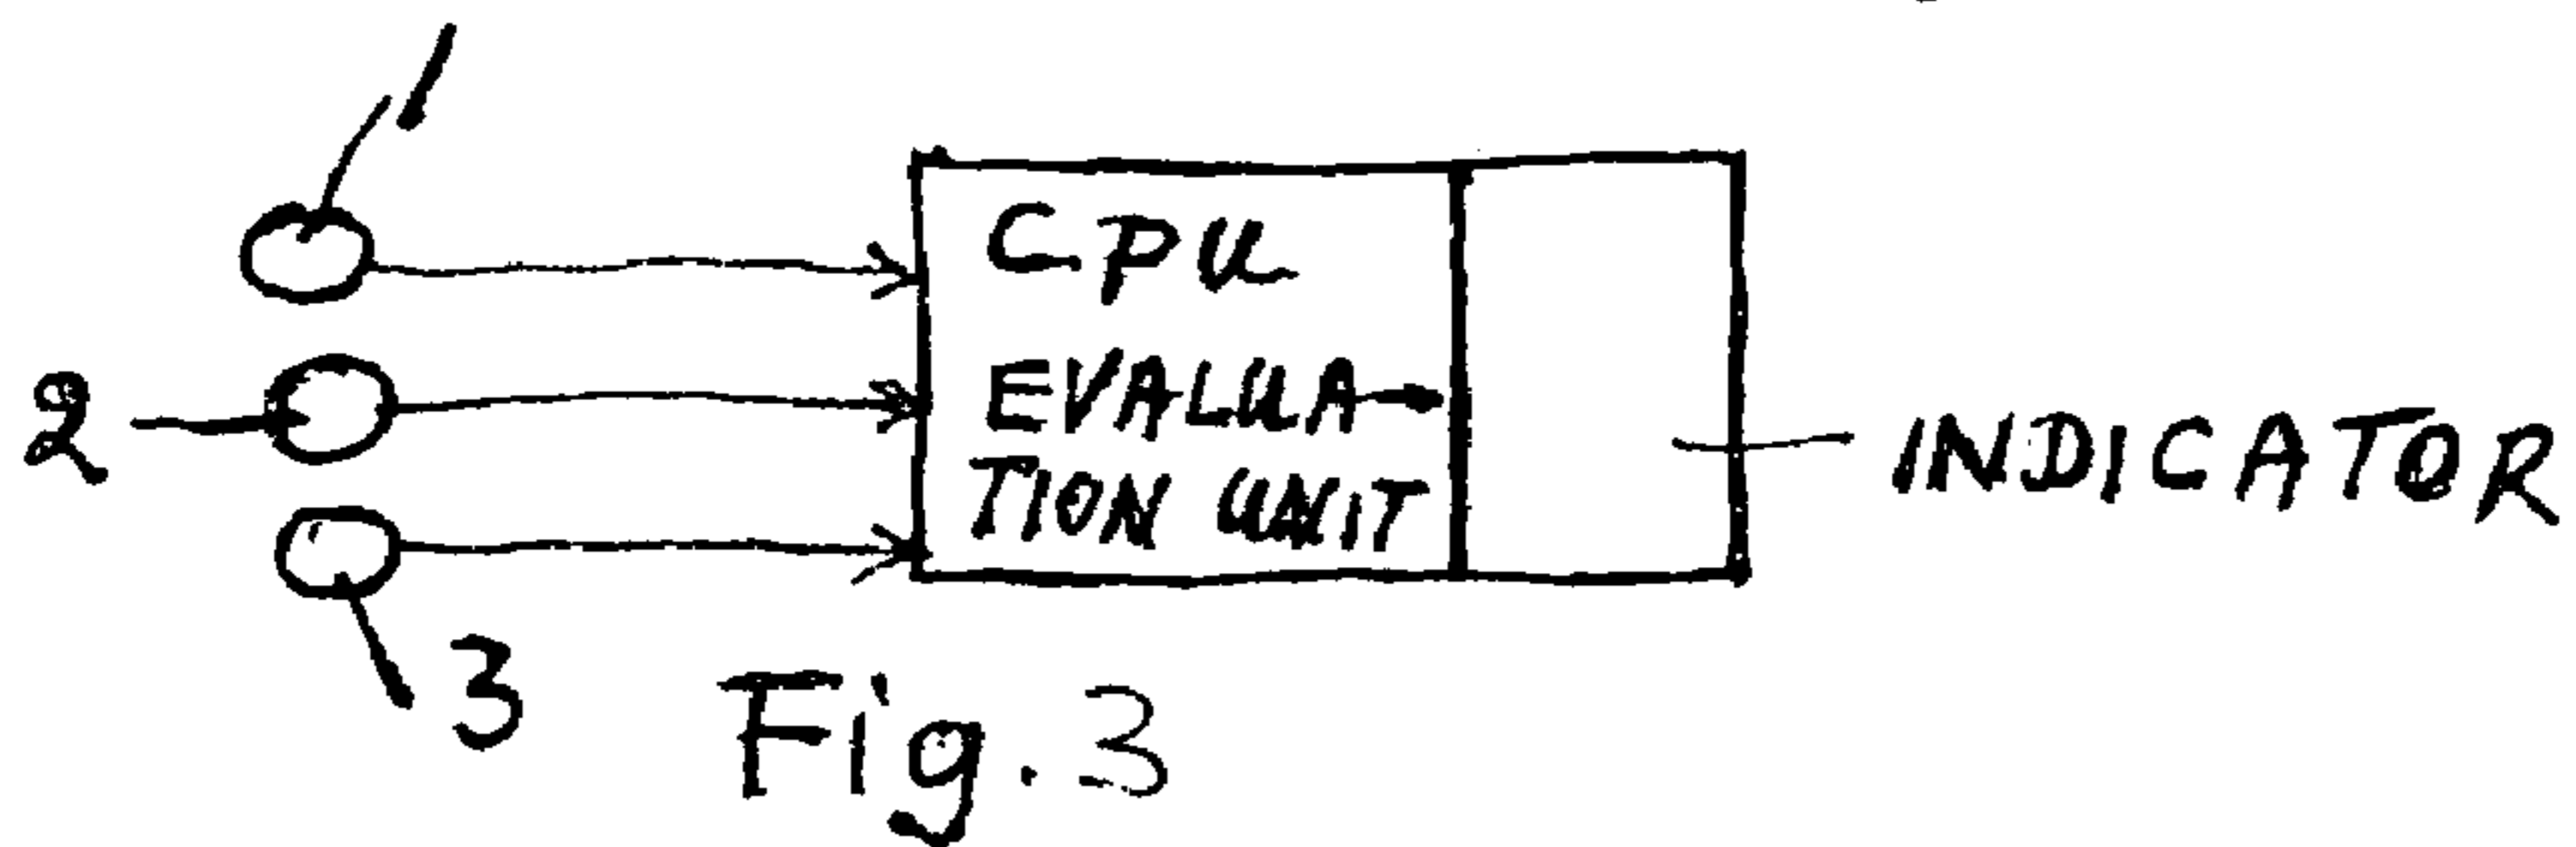 1
CPU
2
EVALUA-
TION UNIT
INDICATOR
3
Fig. 3